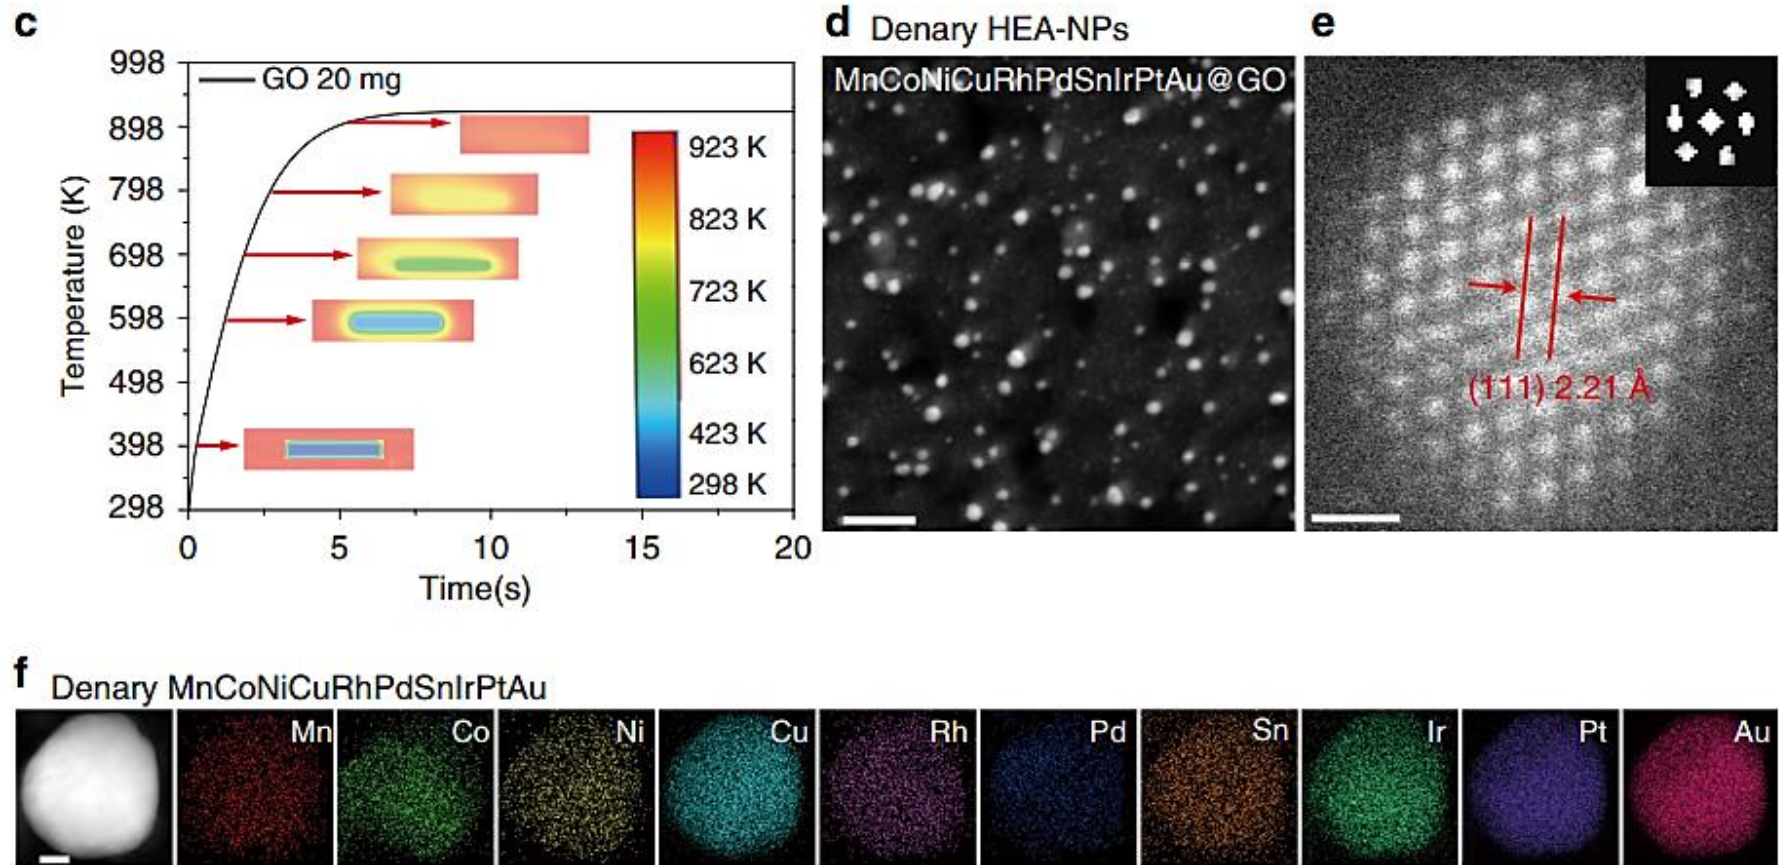 c
998
898
798
698
598
498
398
298
Temperature (K)
GO 20 mg
923 K
823 K
723 K
623 K
423 K
298 K
0 5 10 15 20
Time(s)
d Denary HEA-NPs
MnCoNiCuRhPdSnIrPtAu@GO
e
(111) 2.21 Å
f Denary MnCoNiCuRhPdSnIrPtAu
Mn Co Ni Cu Rh Pd Sn Ir Pt Au